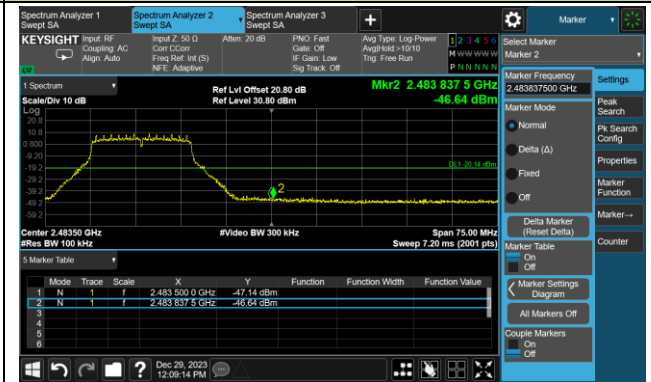 Spectrum Analyzer 1
Swept SA
Spectrum Analyzer 2
Swept SA
Spectrum Analyzer 3
Swept SA
+
Marker
KEYSIGHT
Input: RF
Coupling: AC
Align: Auto
Input Z: 50 Ω
Corr CCorr
Freq Ref: Int (S)
NFE: Adaptive
Atten: 20 dB
PNO: Fast
Gate: Off
IF Gain: Low
Sig Track: Off
Avg Type: Log-Power
Avg|Hold:>10/10
Trig: Free Run
1 2 3 4 5 6
M W W W W W
P N N N N N
Select Marker
Marker 2
1 Spectrum
Scale/Div 10 dB
Log
Ref Lvl Offset 20.80 dB
Ref Level 30.80 dBm
Mkr2 2.483 837 5 GHz
-46.64 dBm
20.8
10.8
0.800
-9.20
-19.2
-29.2
-39.2
-49.2
-59.2
DL1 -20.14 dBm
2
Center 2.48350 GHz
#Res BW 100 kHz
#Video BW 300 kHz
Span 75.00 MHz
Sweep 7.20 ms (2001 pts)
5 Marker Table
Mode Trace Scale X Y Function Function Width Function Value
1 N 1 f 2.483 500 0 GHz -47.14 dBm
2 N 1 f 2.483 837 5 GHz -46.64 dBm
3
4
5
6
Marker Frequency
2.483837500 GHz
Marker Mode
Normal
Delta (Δ)
Fixed
Off
Delta Marker
(Reset Delta)
Marker Table
On
Off
Marker Settings
Diagram
All Markers Off
Couple Markers
On
Off
Settings
Peak
Search
Pk Search
Config
Properties
Marker
Function
Marker→
Counter
?
Dec 29, 2023
12:09:14 PM